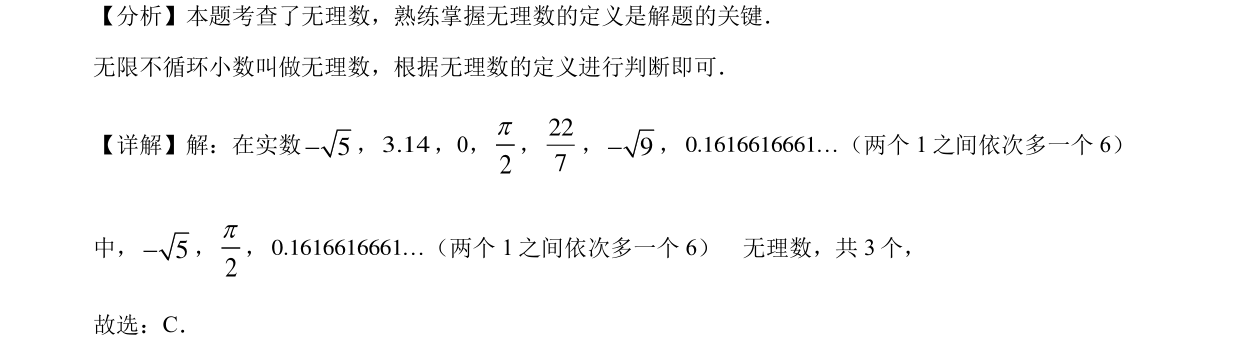 【分析】本题考查了无理数，熟练掌握无理数的定义是解题的关键．
无限不循环小数叫做无理数，根据无理数的定义进行判断即可．
【详解】解：在实数$-\sqrt{5}$，3.14，0，$\frac{\pi}{2}$，$\frac{22}{7}$，$-\sqrt{9}$，0.1616616661…（两个 1 之间依次多一个 6）
中，$-\sqrt{5}$，$\frac{\pi}{2}$，0.1616616661…（两个 1 之间依次多一个 6） 无理数，共 3 个，
故选：C．